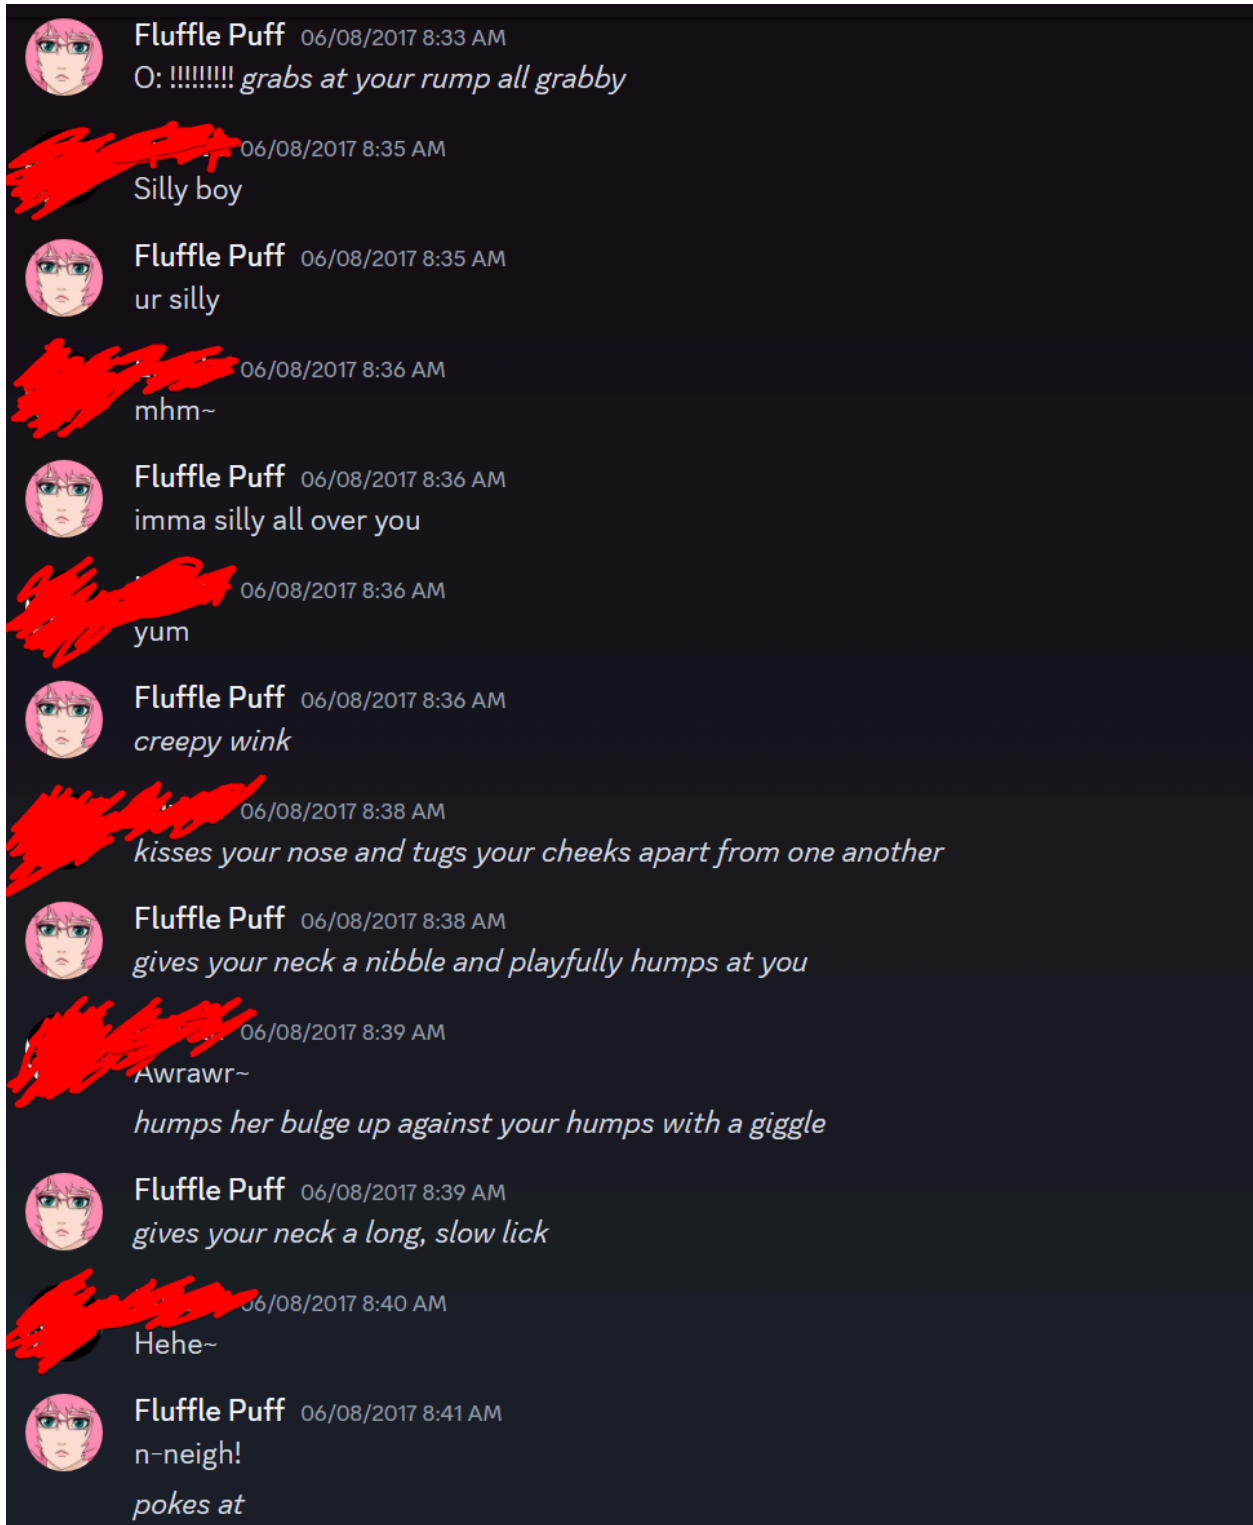 Fluffle Puff 06/08/2017 8:33 AM
O: !!!!!!!!! grabs at your rump all grabby
06/08/2017 8:35 AM
Silly boy
Fluffle Puff 06/08/2017 8:35 AM
ur silly
06/08/2017 8:36 AM
mhm~
Fluffle Puff 06/08/2017 8:36 AM
imma silly all over you
06/08/2017 8:36 AM
yum
Fluffle Puff 06/08/2017 8:36 AM
creepy wink
06/08/2017 8:38 AM
kisses your nose and tugs your cheeks apart from one another
Fluffle Puff 06/08/2017 8:38 AM
gives your neck a nibble and playfully humps at you
06/08/2017 8:39 AM
Awrawr~
humps her bulge up against your humps with a giggle
Fluffle Puff 06/08/2017 8:39 AM
gives your neck a long, slow lick
06/08/2017 8:40 AM
Hehe~
Fluffle Puff 06/08/2017 8:41 AM
n-neigh!
pokes at